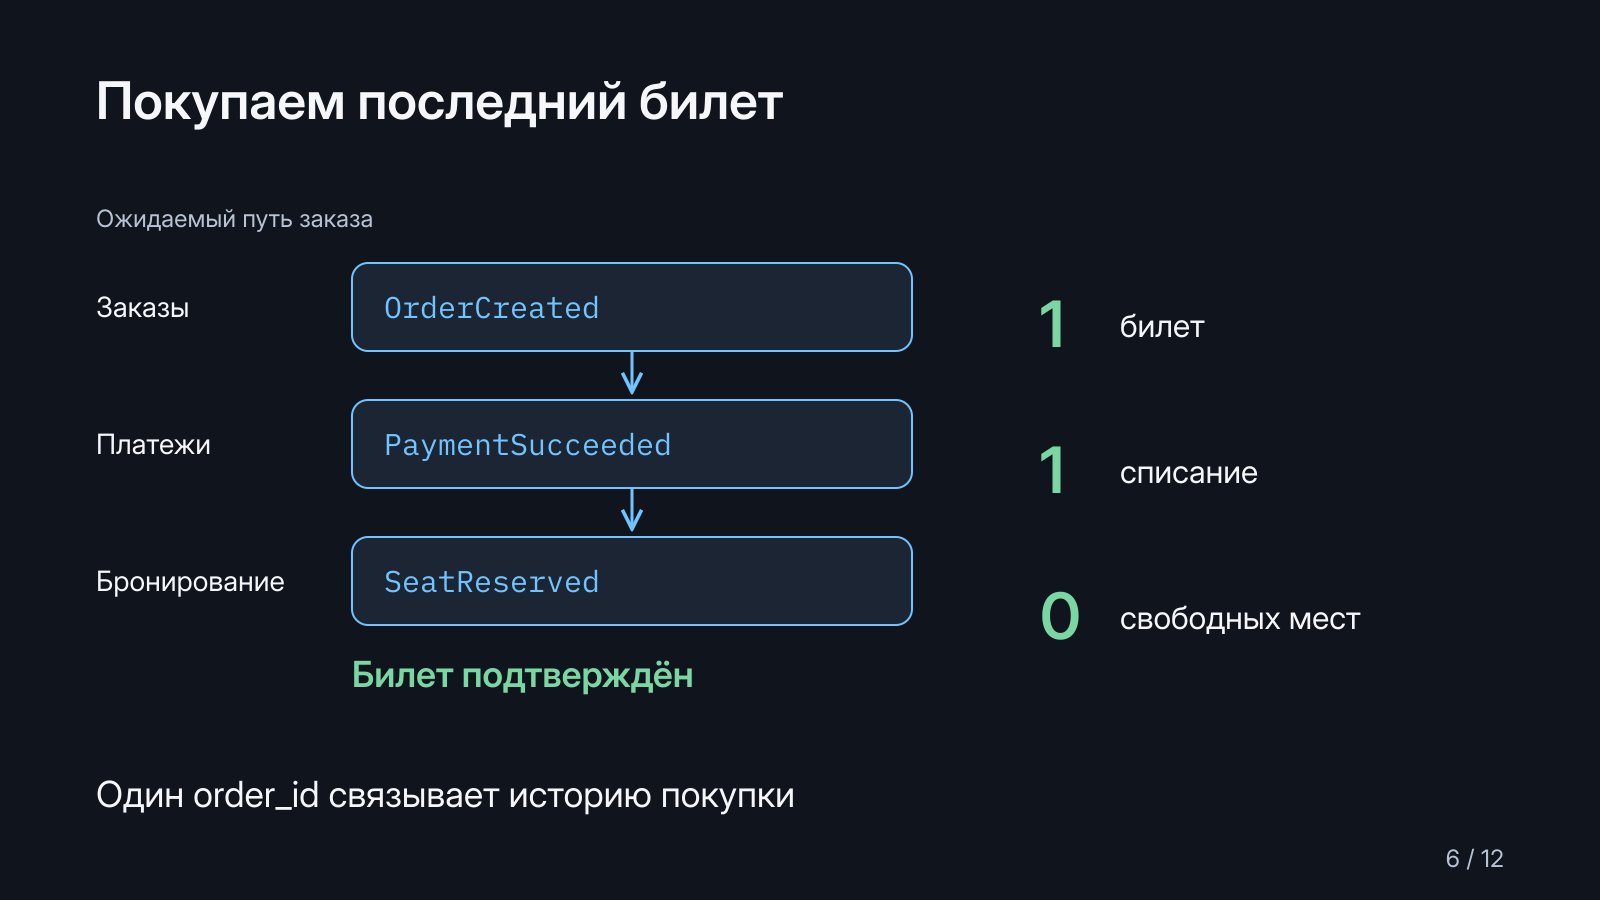 Покупаем последний билет
Ожидаемый путь заказа
Заказы
OrderCreated
Платежи
PaymentSucceeded
Бронирование
SeatReserved
Билет подтверждён
1 билет
1 списание
0 свободных мест
Один order_id связывает историю покупки
6 / 12